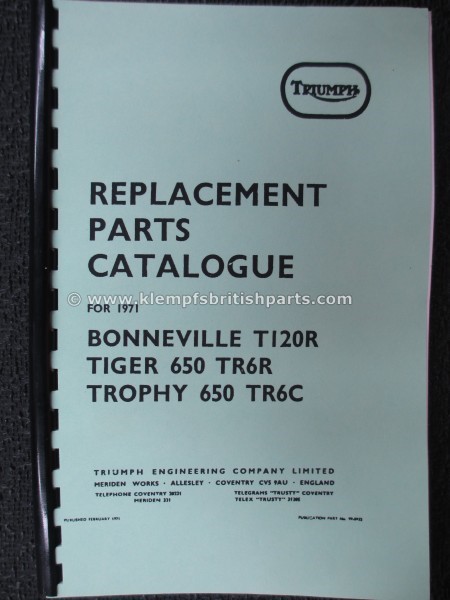 TRIUMPH
REPLACEMENT
PARTS
CATALOGUE
© www.klempfsbritishparts.com
FOR 1971
BONNEVILLE T120R
TIGER 650 TR6R
TROPHY 650 TR6C
TRIUMPH ENGINEERING COMPANY LIMITED
MERIDEN WORKS · ALLESLEY · COVENTRY CV5 9AU · ENGLAND
TELEPHONE COVENTRY 20221 TELEGRAMS "TRUSTY" COVENTRY
MERIDEN 331 TELEX "TRUSTY"
PUBLISHED FEBRUARY 1971 PUBLICATION PART No.